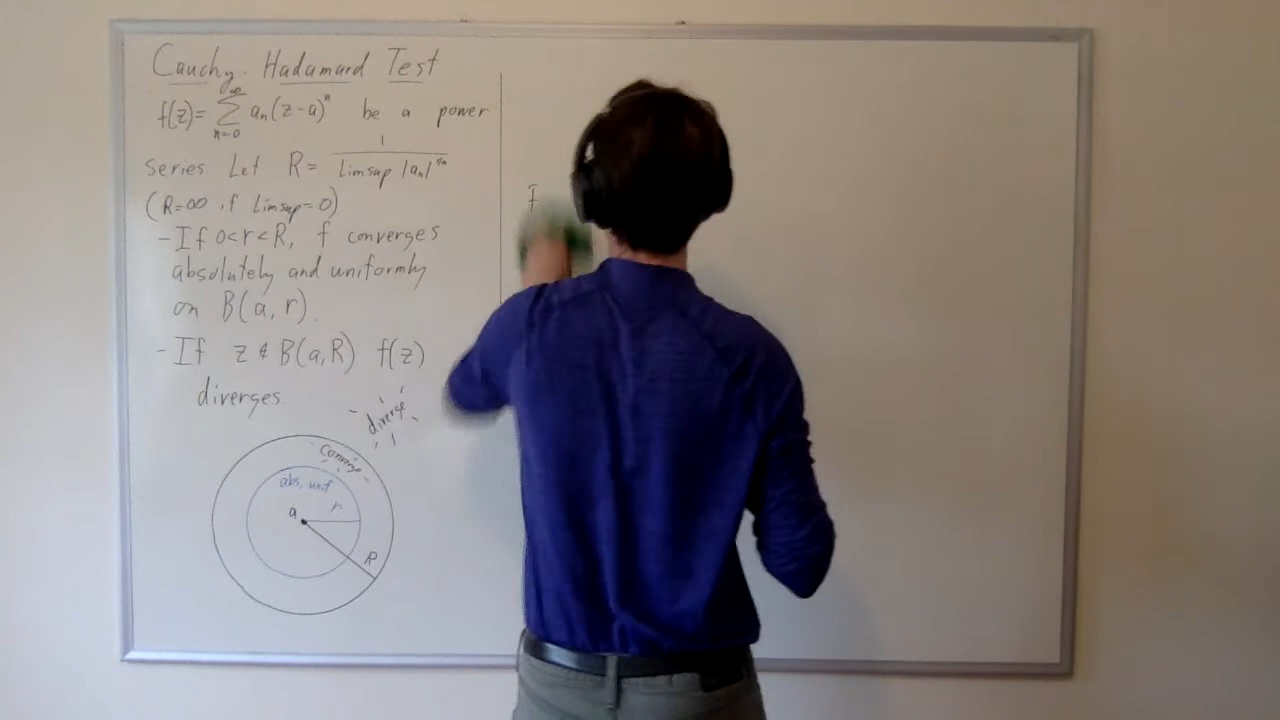 Cauchy-Hadamard Test
f(z)= ∑_{n=0}^{∞} a_n(z-a)^n be a power
series. Let R= 1 / Limsup |a_n|^{1/n}
(R=∞ if Limsup=0)
-If 0<r<R, f converges
absolutely and uniformly
on B(a,r).
-If z∉B(a,R) f(z)
diverges
diverge
Converge
abs, unif
a
r
R